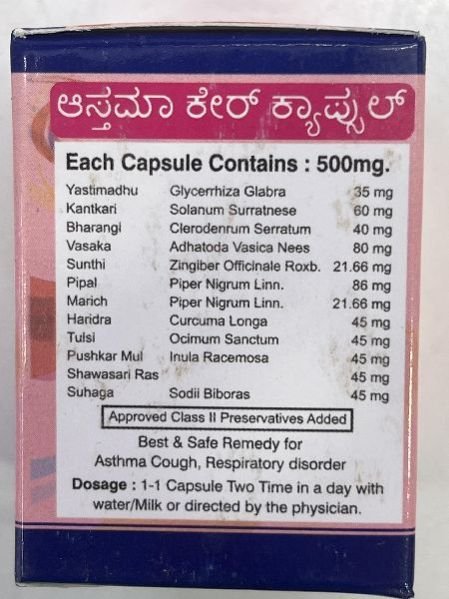 ಆಸ್ತಮಾ ಕೇರ್ ಕ್ಯಾಪ್ಸುಲ್
Each Capsule Contains : 500mg.
Yastimadhu Glycerrhiza Glabra 35 mg
Kantkari Solanum Surratnese 60 mg
Bharangi Clerodenrum Serratum 40 mg
Vasaka Adhatoda Vasica Nees 80 mg
Sunthi Zingiber Officinale Roxb. 21.66 mg
Pipal Piper Nigrum Linn. 86 mg
Marich Piper Nigrum Linn. 21.66 mg
Haridra Curcuma Longa 45 mg
Tulsi Ocimum Sanctum 45 mg
Pushkar Mul Inula Racemosa 45 mg
Shawasari Ras 45 mg
Suhaga Sodii Biboras 45 mg
Approved Class II Preservatives Added
Best & Safe Remedy for
Asthma Cough, Respiratory disorder
Dosage : 1-1 Capsule Two Time in a day with
water/Milk or directed by the physician.